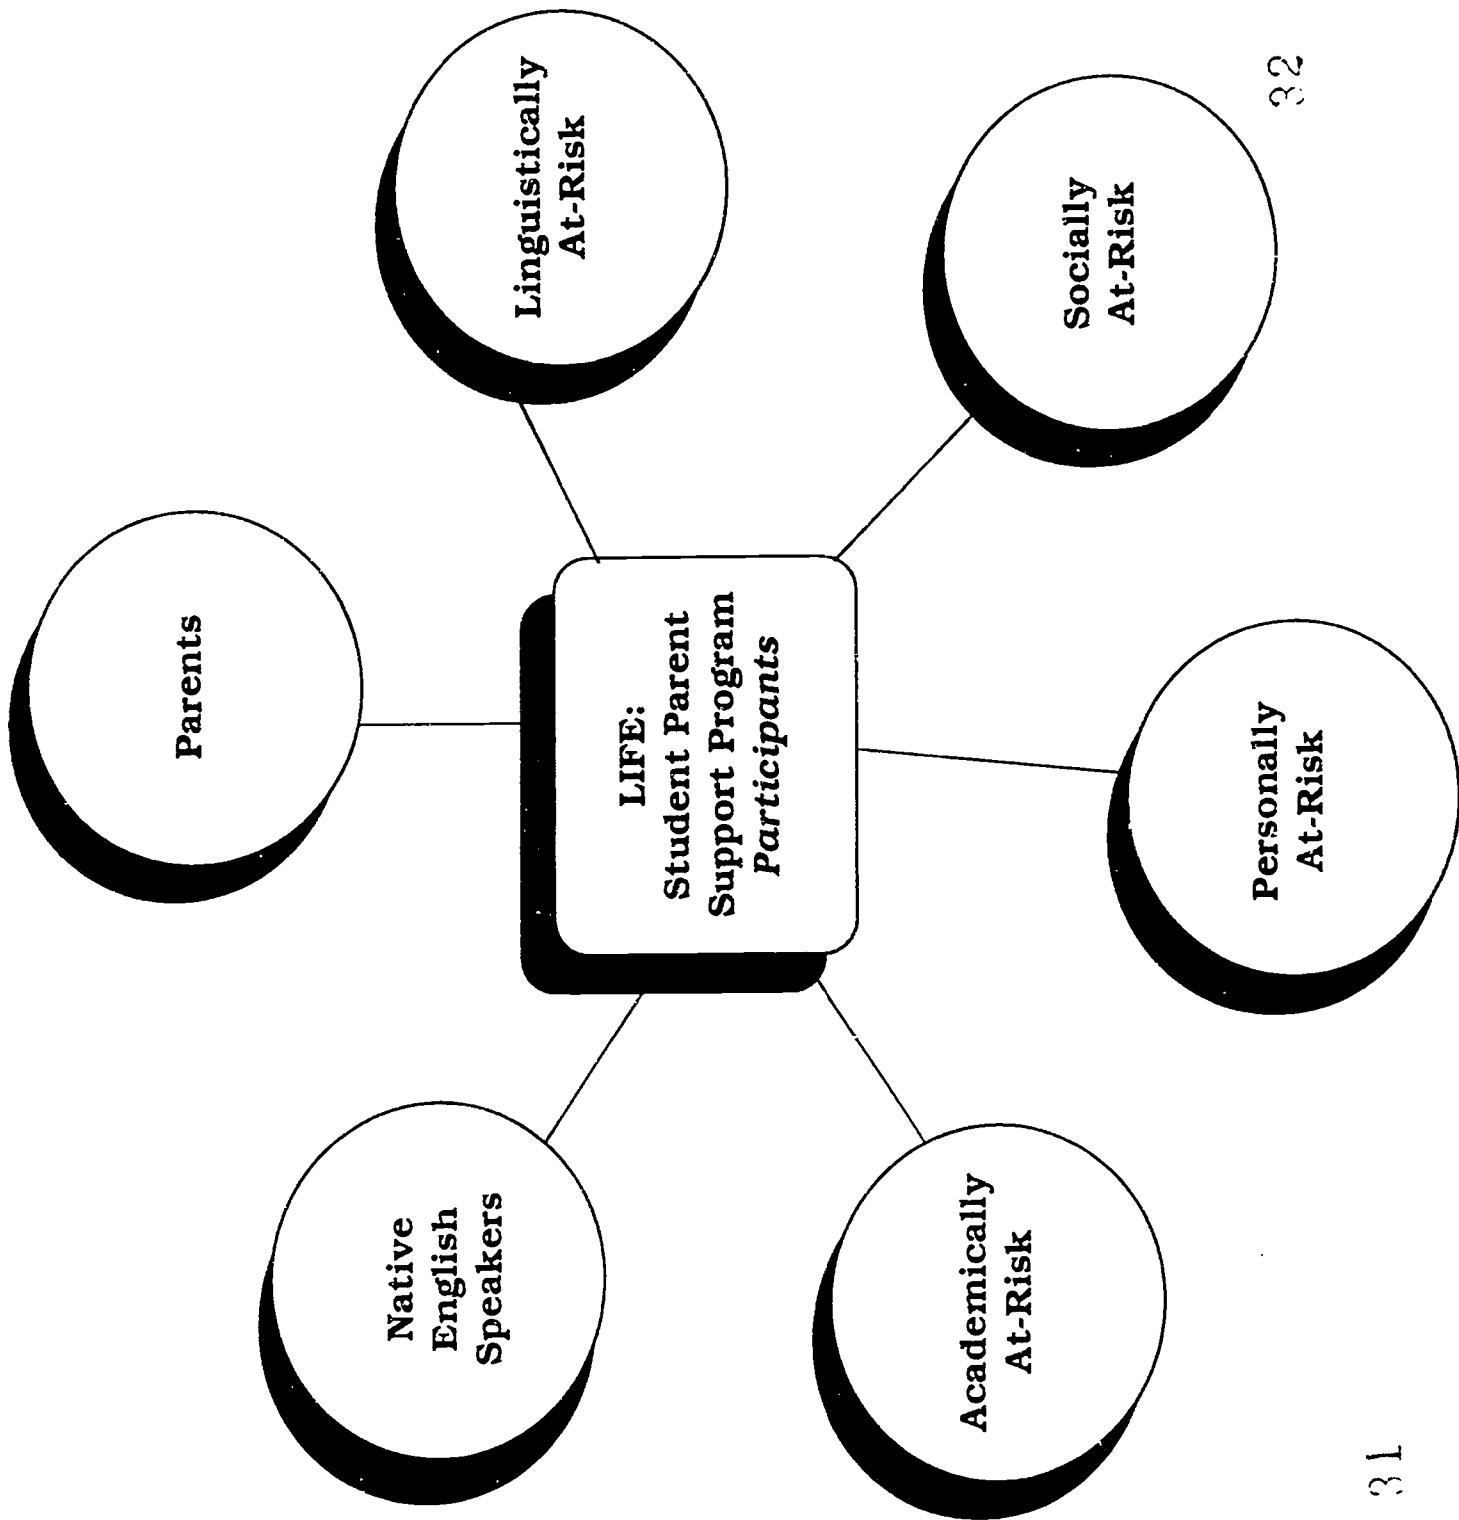 Parents
Native
English
Speakers
Linguistically
At-Risk
LIFE:
Student Parent
Support Program
Participants
Academically
At-Risk
Socially
At-Risk
Personally
At-Risk
31
32